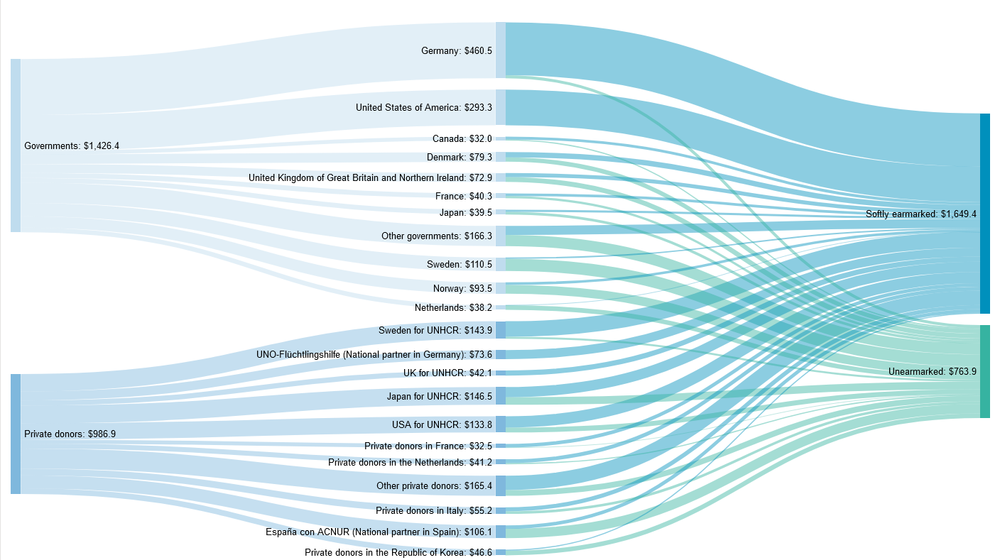 Governments: $1,426.4
Private donors: $986.9
Germany: $460.5
United States of America: $293.3
Canada: $32.0
Denmark: $79.3
United Kingdom of Great Britain and Northern Ireland: $72.9
France: $40.3
Japan: $39.5
Other governments: $166.3
Sweden: $110.5
Norway: $93.5
Netherlands: $38.2
Sweden for UNHCR: $143.9
UNO-Flüchtlingshilfe (National partner in Germany): $73.6
UK for UNHCR: $42.1
Japan for UNHCR: $146.5
USA for UNHCR: $133.8
Private donors in France: $32.5
Private donors in the Netherlands: $41.2
Other private donors: $165.4
Private donors in Italy: $55.2
España con ACNUR (National partner in Spain): $106.1
Private donors in the Republic of Korea: $46.6
Softly earmarked: $1,649.4
Unearmarked: $763.9